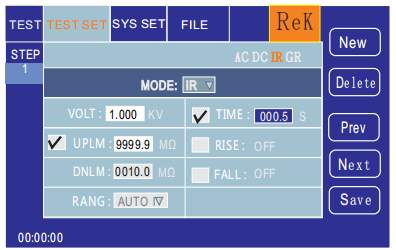 TEST TEST SET SYS SET FILE ReK
STEP
1
AC DC IR GR
MODE: IR
VOLT: 1.000 KV
TIME: 000.5 S
UPLM: 9999.9 MΩ
RISE: OFF
DNLM: 0010.0 MΩ
FALL: OFF
RANG: AUTO
New
Delete
Prev
Next
Save
00:00:00